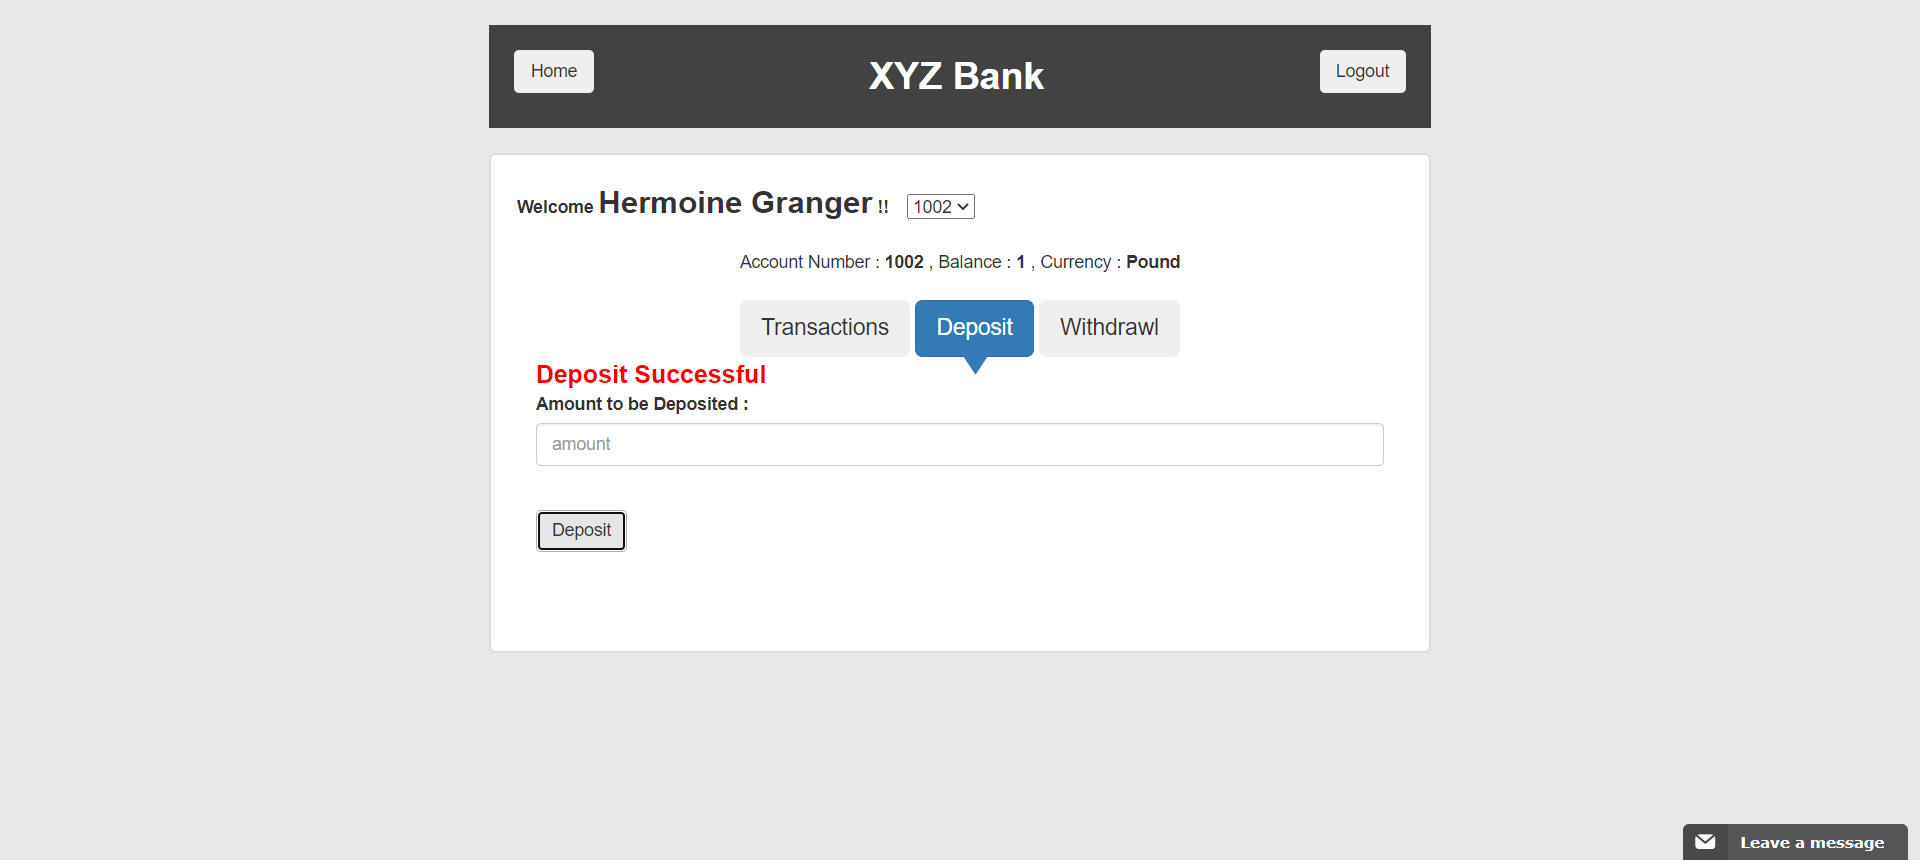 Home XYZ Bank Logout
Welcome Hermoine Granger !! 1002
Account Number : 1002 , Balance : 1 , Currency : Pound
Transactions Deposit Withdrawl
Deposit Successful
Amount to be Deposited :
amount
Deposit
Leave a message